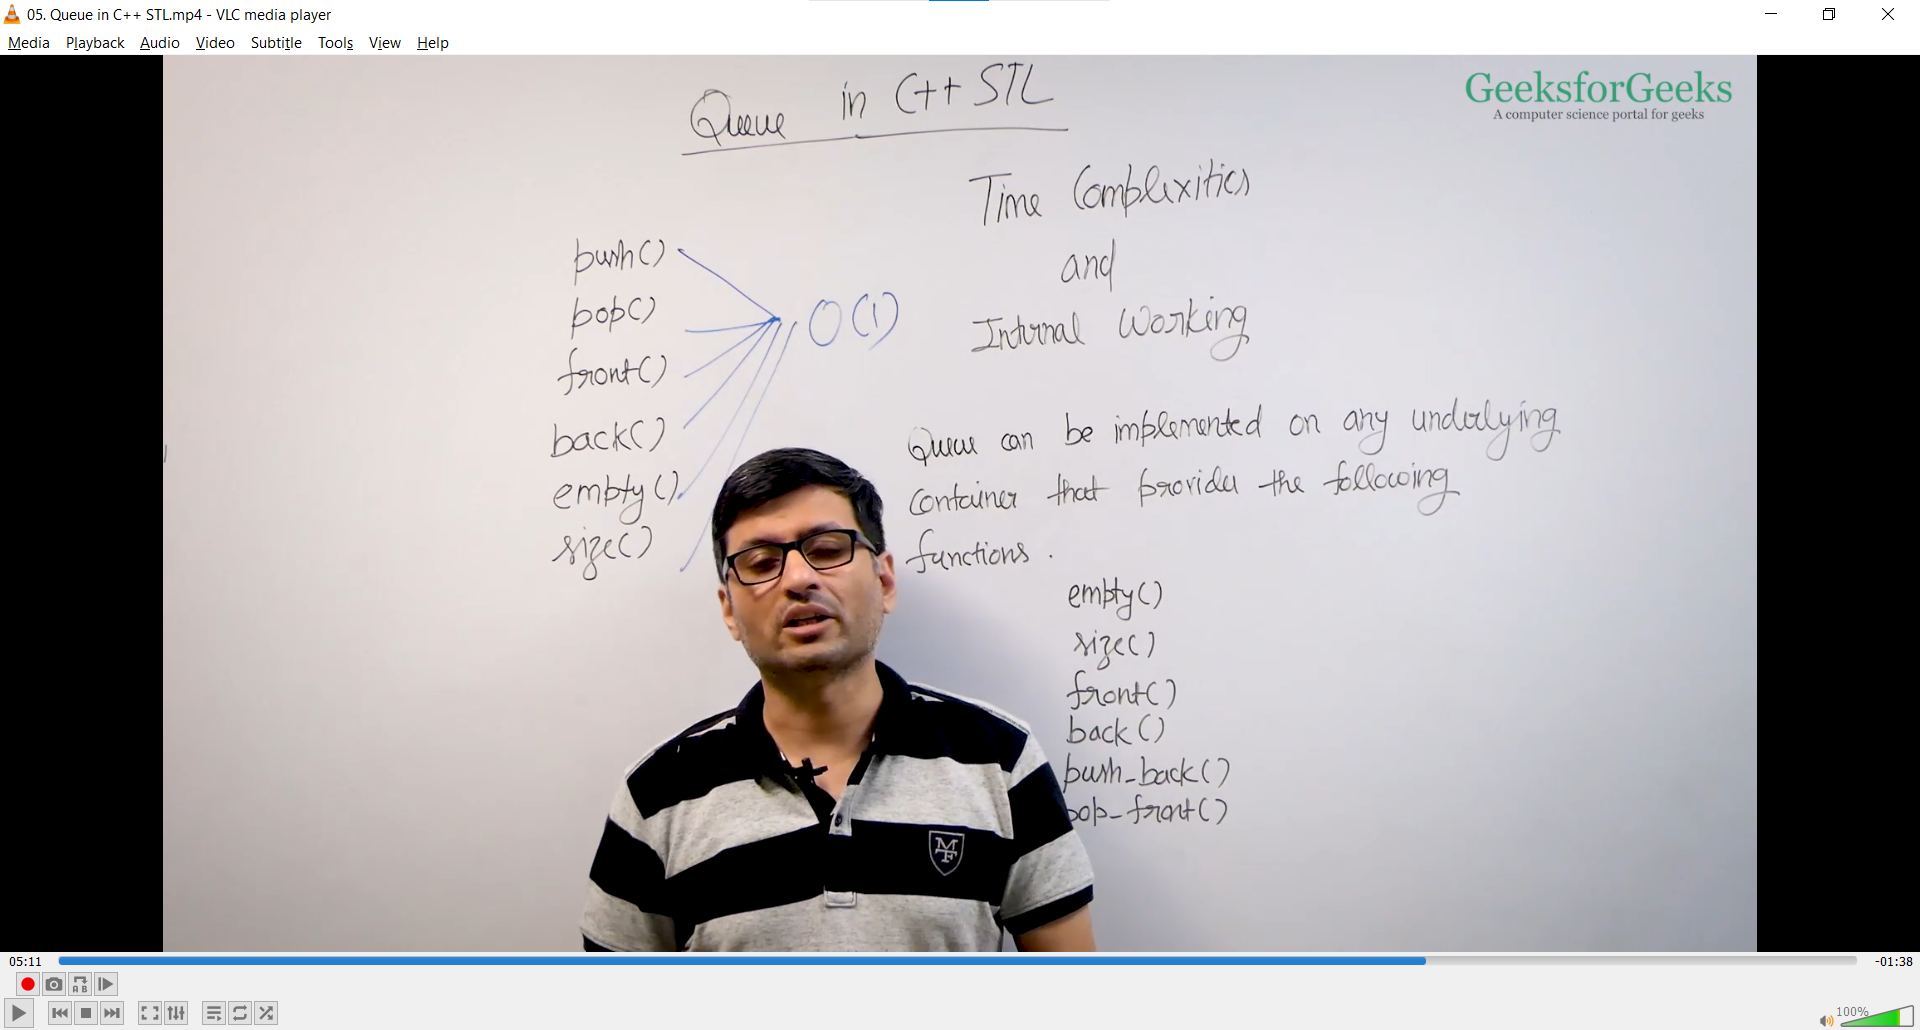 05. Queue in C++ STL.mp4 - VLC media player
Media Playback Audio Video Subtitle Tools View Help
Queue in C++ STL
GeeksforGeeks
A computer science portal for geeks
Time Complexities
and
Internal Working
push()
pop()
front()
back()
empty()
size()
O(1)
Queue can be implemented on any underlying
container that provides the following
functions.
empty()
size()
front()
back()
push_back()
pop_front()
MF
05:11
-01:38
A B
100%